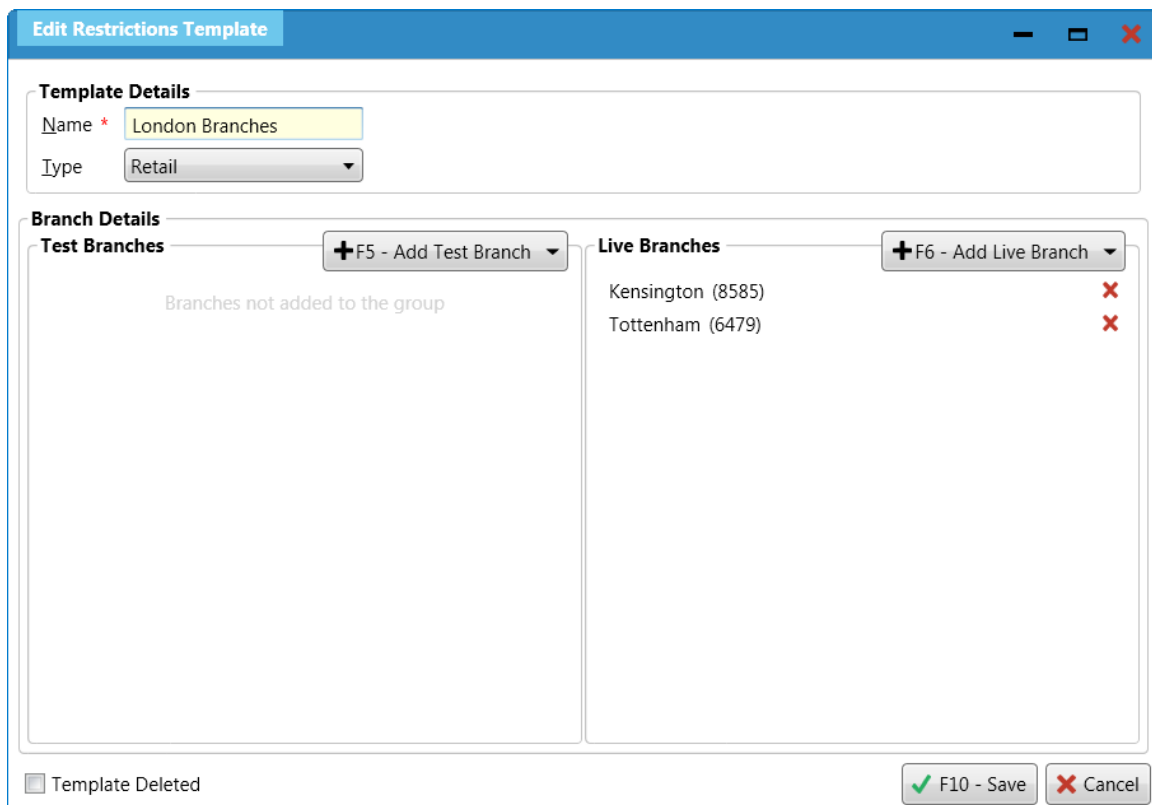 Edit Restrictions Template
Template Details
Name * London Branches
Type Retail
Branch Details
Test Branches F5 - Add Test Branch
Branches not added to the group
Live Branches F6 - Add Live Branch
Kensington (8585)
Tottenham (6479)
Template Deleted
F10 - Save Cancel